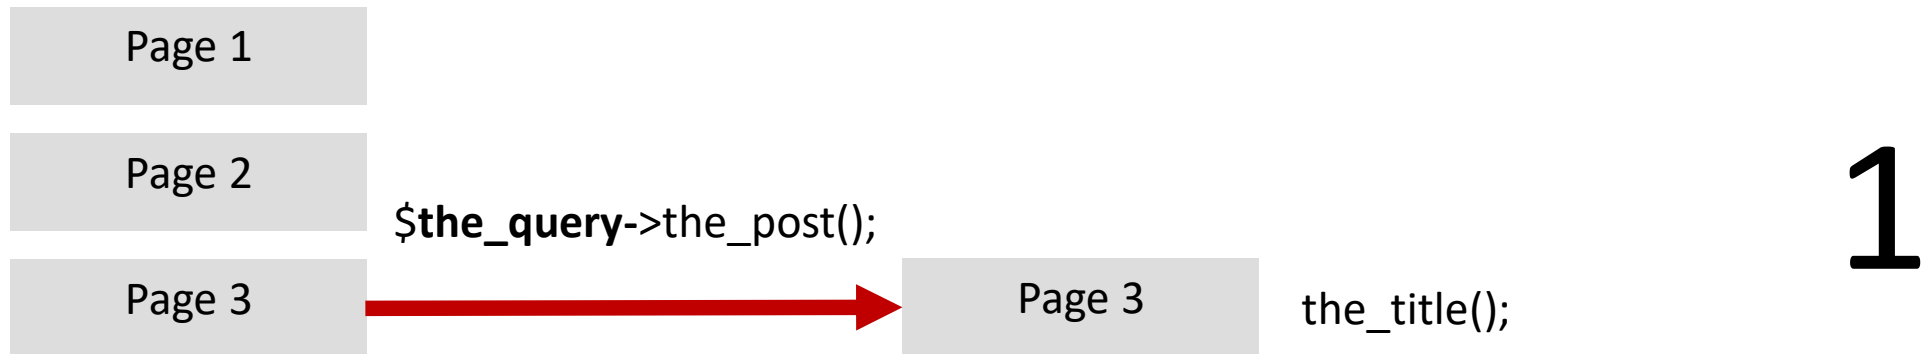 Page 1
Page 2
1
$the_query->the_post();
Page 3
Page 3
the_title();